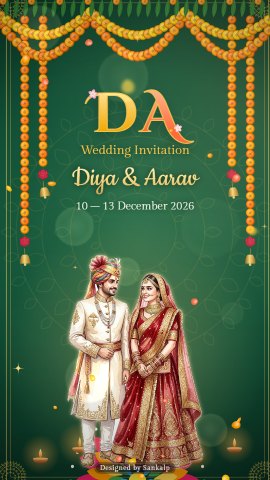 DA
Wedding Invitation
Diya & Aarav
10 — 13 December 2026
Designed by Sankalp